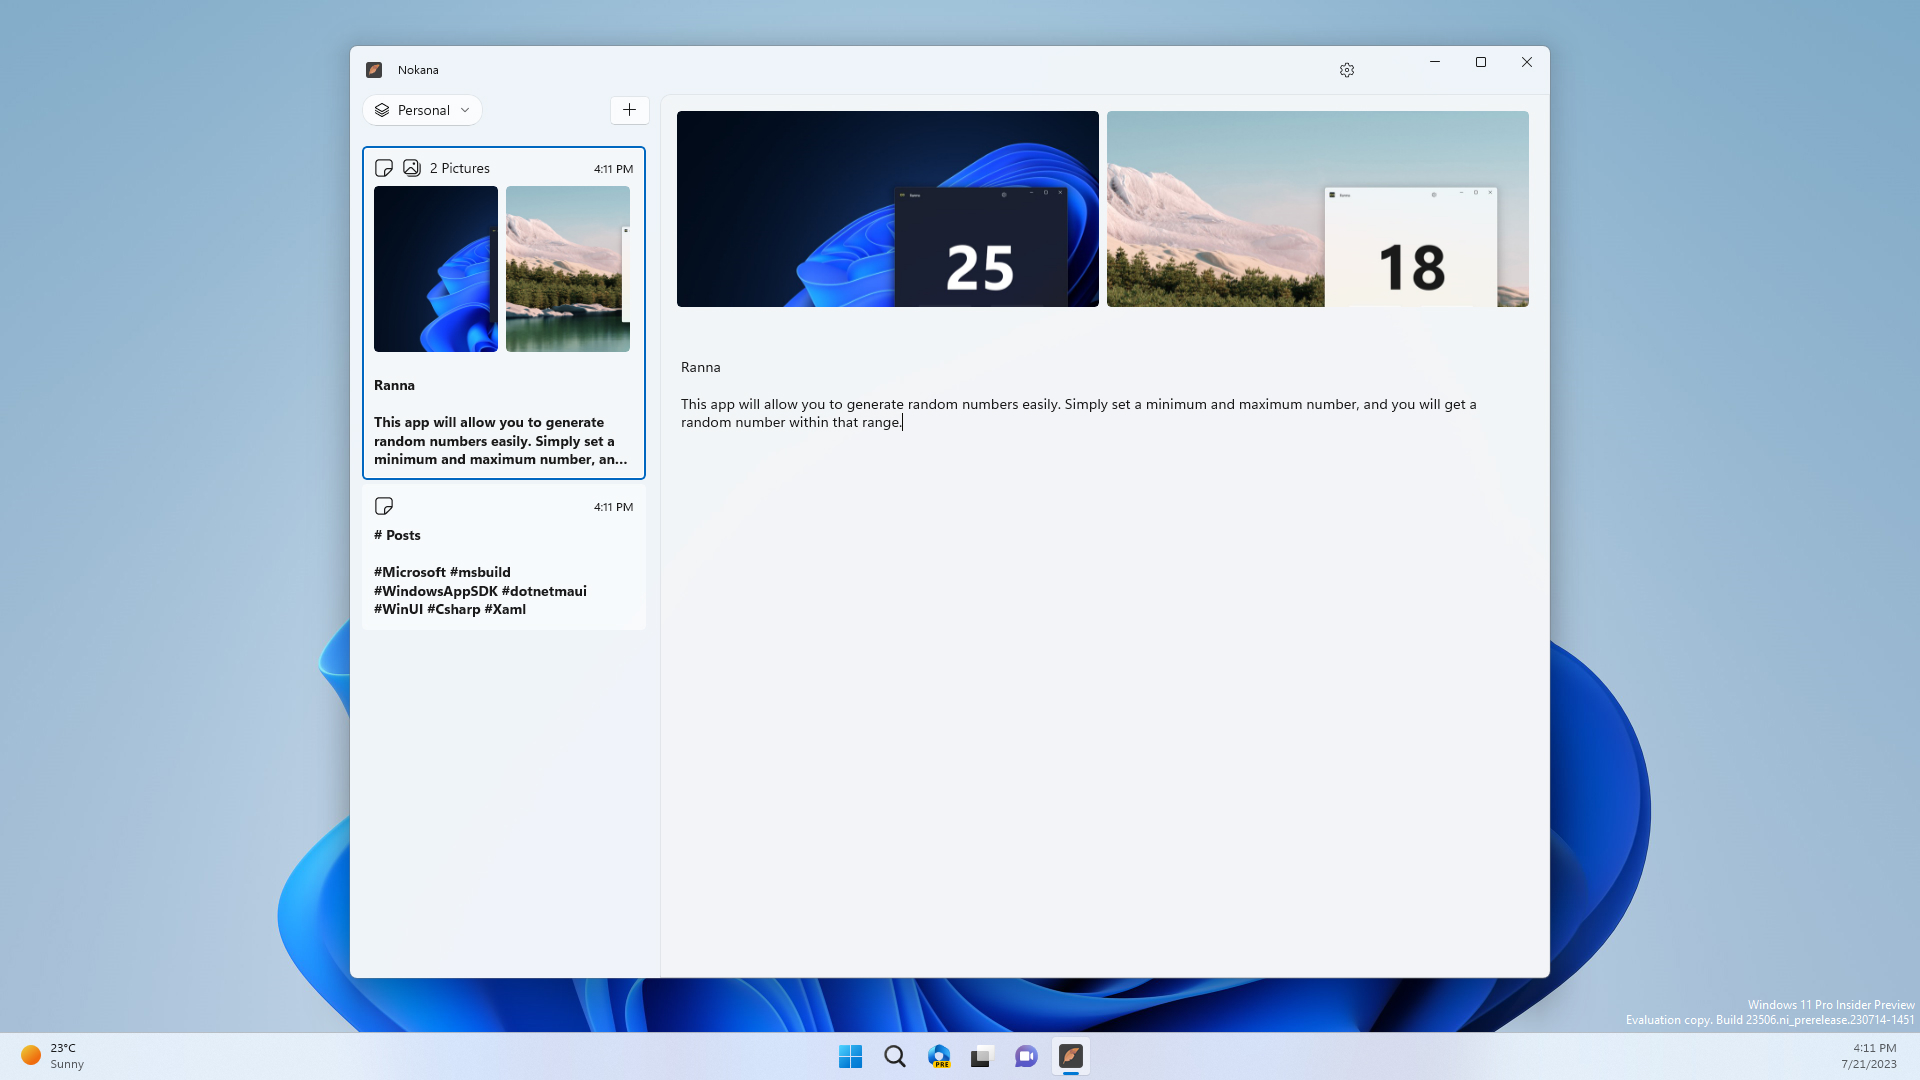 Nokana
Personal
2 Pictures
4:11 PM
Ranna
This app will allow you to generate
random numbers easily. Simply set a
minimum and maximum number, an...
4:11 PM
# Posts
#Microsoft #msbuild
#WindowsAppSDK #dotnetmaui
#WinUI #Csharp #Xaml
25
18
Ranna
This app will allow you to generate random numbers easily. Simply set a minimum and maximum number, and you will get a
random number within that range.
Windows 11 Pro Insider Preview
Evaluation copy. Build 23506.ni_prerelease.230714-1451
23°C
Sunny
PRE
4:11 PM
7/21/2023